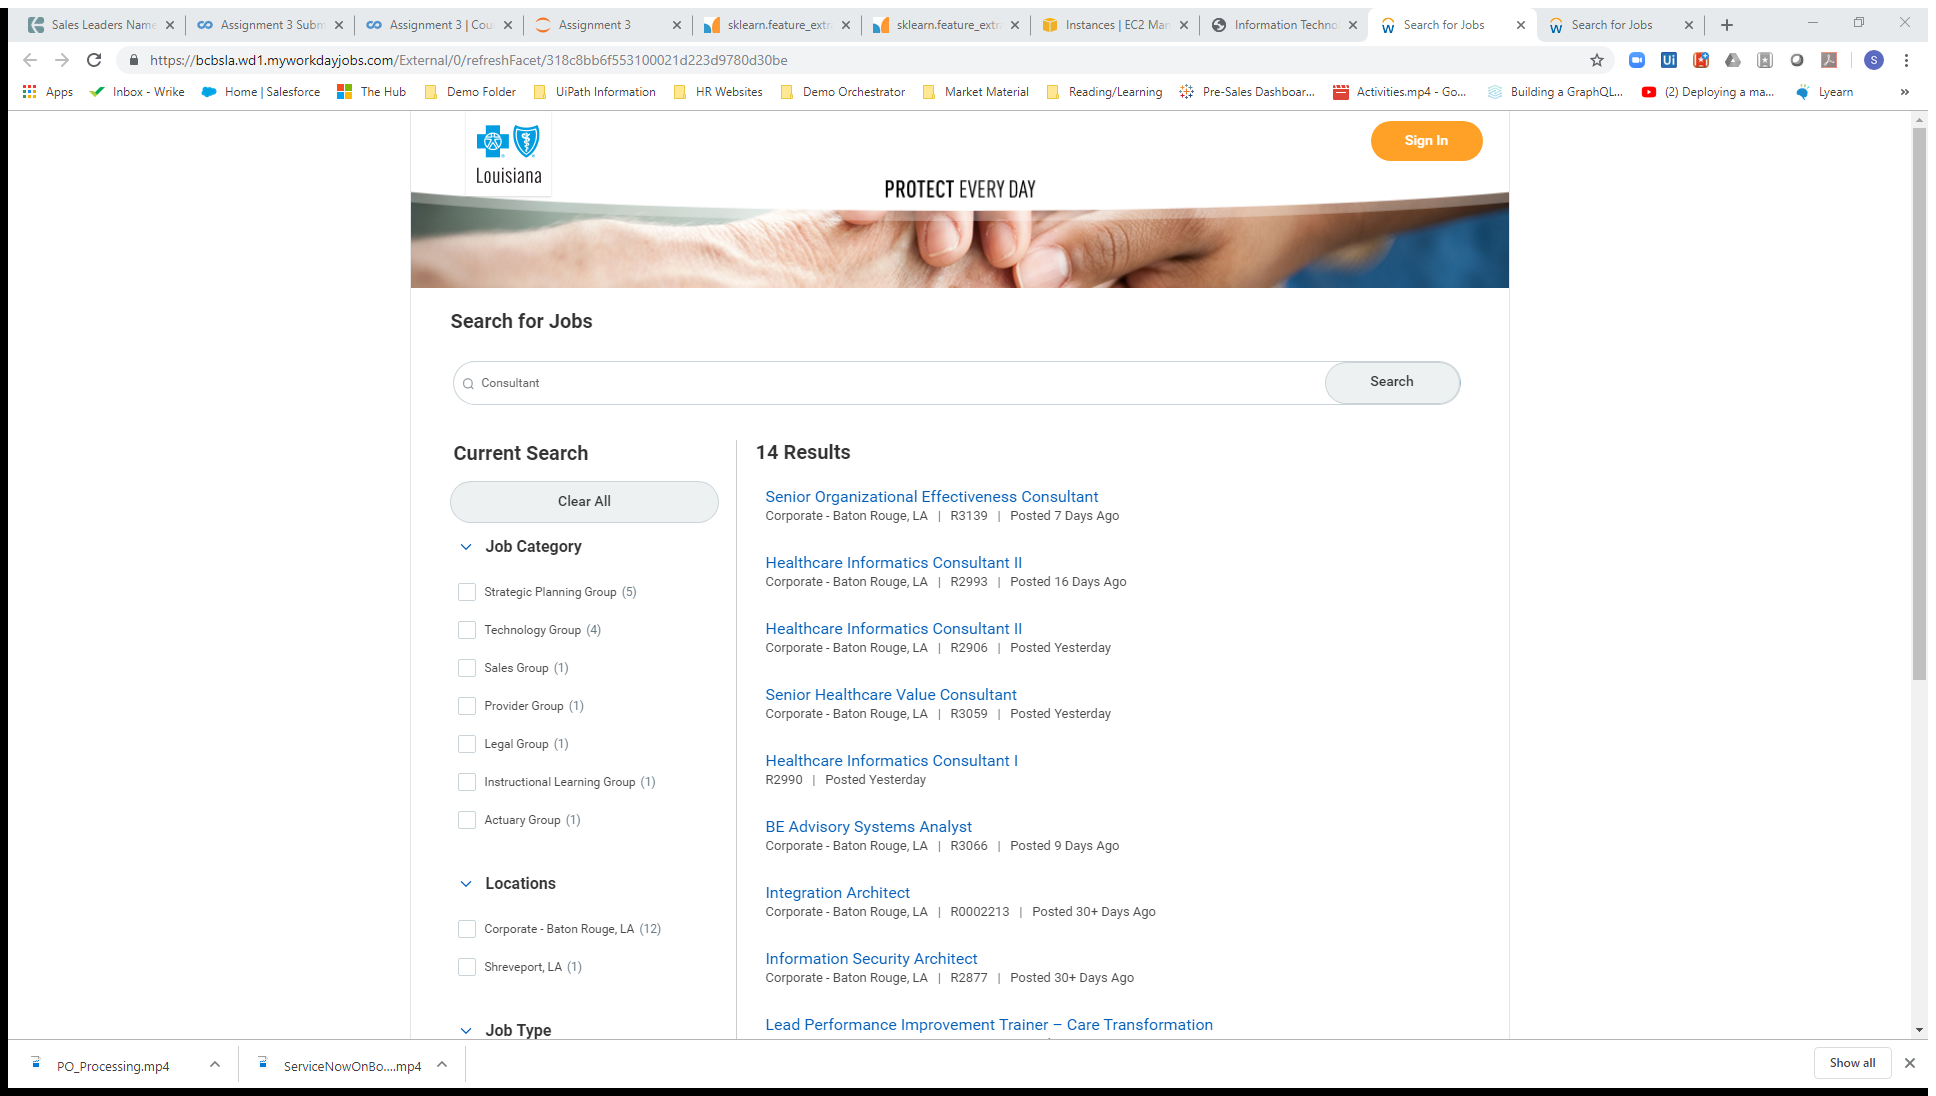 Sales Leaders Name
Assignment 3 Subm
Assignment 3 | Cou
Assignment 3
sklearn.feature_extr
sklearn.feature_extr
Instances | EC2 Man
Information Techno
Search for Jobs
Search for Jobs
https://bcbsla.wd1.myworkdayjobs.com/External/0/refreshFacet/318c8bb6f553100021d223d9780d30be
S
Apps
Inbox - Wrike
Home | Salesforce
The Hub
Demo Folder
UiPath Information
HR Websites
Demo Orchestrator
Market Material
Reading/Learning
Pre-Sales Dashboar...
Activities.mp4 - Go...
Building a GraphQL...
(2) Deploying a ma...
Lyearn
»
Louisiana
Sign In
PROTECT EVERY DAY
Search for Jobs
Consultant
Search
Current Search
Clear All
Job Category
Strategic Planning Group (5)
Technology Group (4)
Sales Group (1)
Provider Group (1)
Legal Group (1)
Instructional Learning Group (1)
Actuary Group (1)
Locations
Corporate - Baton Rouge, LA (12)
Shreveport, LA (1)
Job Type
14 Results
Senior Organizational Effectiveness Consultant
Corporate - Baton Rouge, LA | R3139 | Posted 7 Days Ago
Healthcare Informatics Consultant II
Corporate - Baton Rouge, LA | R2993 | Posted 16 Days Ago
Healthcare Informatics Consultant II
Corporate - Baton Rouge, LA | R2906 | Posted Yesterday
Senior Healthcare Value Consultant
Corporate - Baton Rouge, LA | R3059 | Posted Yesterday
Healthcare Informatics Consultant I
R2990 | Posted Yesterday
BE Advisory Systems Analyst
Corporate - Baton Rouge, LA | R3066 | Posted 9 Days Ago
Integration Architect
Corporate - Baton Rouge, LA | R0002213 | Posted 30+ Days Ago
Information Security Architect
Corporate - Baton Rouge, LA | R2877 | Posted 30+ Days Ago
Lead Performance Improvement Trainer – Care Transformation
PO_Processing.mp4
ServiceNowOnBo....mp4
Show all